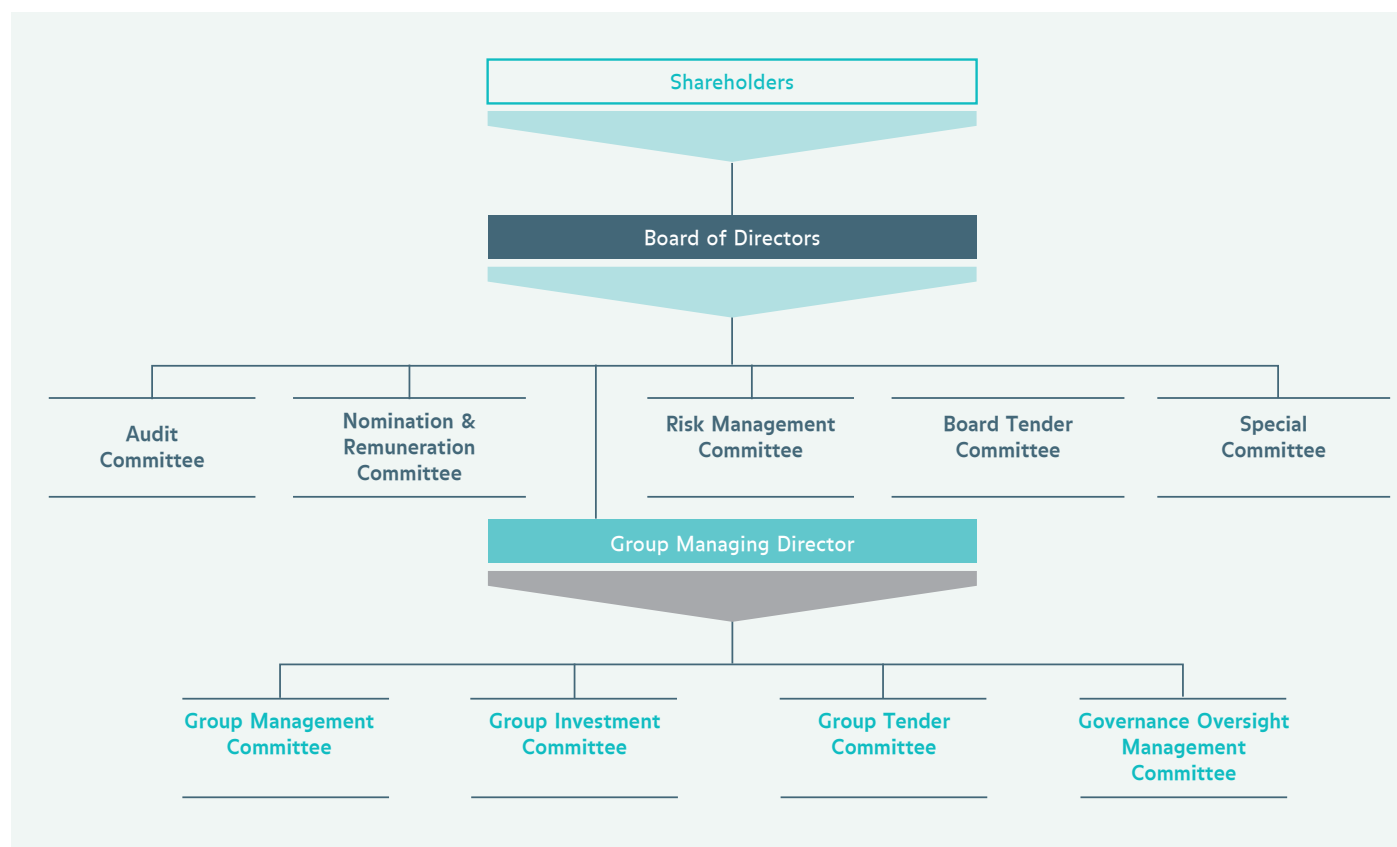 Shareholders
Board of Directors
Audit
Committee
Nomination &
Remuneration
Committee
Risk Management
Committee
Board Tender
Committee
Special
Committee
Group Managing Director
Group Management
Committee
Group Investment
Committee
Group Tender
Committee
Governance Oversight
Management
Committee